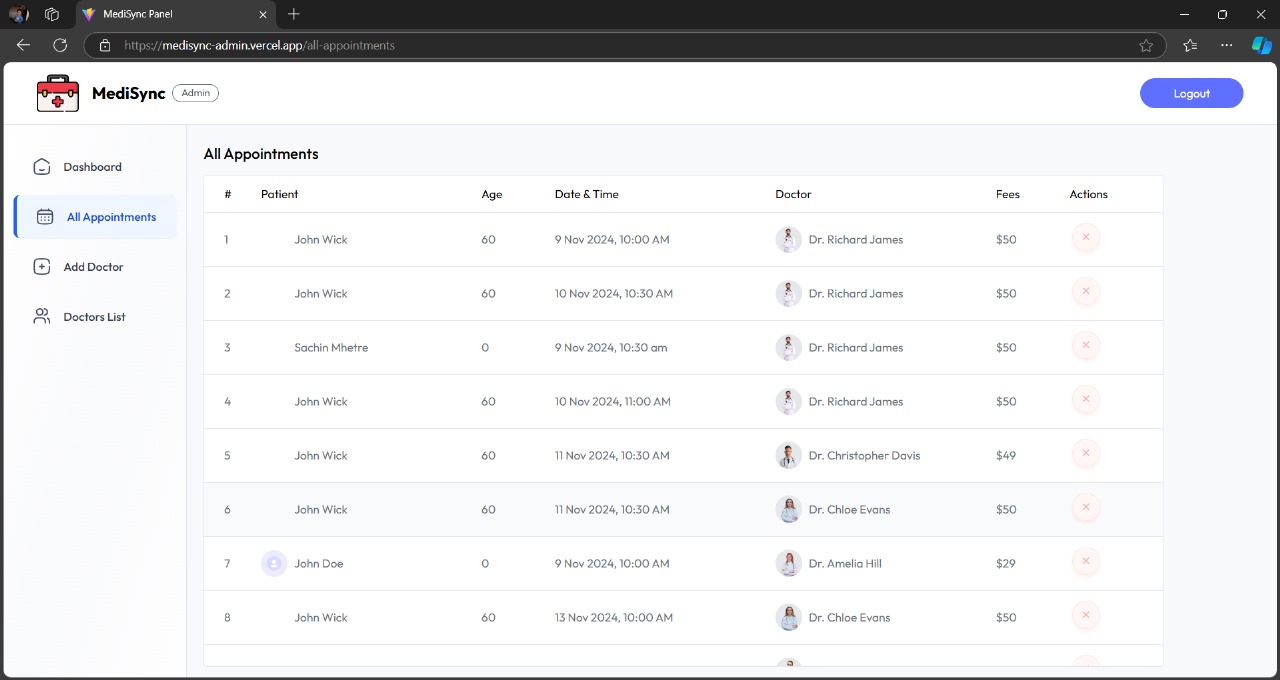 MediSync Panel
https://medisync-admin.vercel.app/all-appointments
MediSync Admin Logout
Dashboard
All Appointments
Add Doctor
Doctors List
All Appointments
# Patient Age Date & Time Doctor Fees Actions
1 John Wick 60 9 Nov 2024, 10:00 AM Dr. Richard James $50
2 John Wick 60 10 Nov 2024, 10:30 AM Dr. Richard James $50
3 Sachin Mhetre 0 9 Nov 2024, 10:30 am Dr. Richard James $50
4 John Wick 60 10 Nov 2024, 11:00 AM Dr. Richard James $50
5 John Wick 60 11 Nov 2024, 10:30 AM Dr. Christopher Davis $49
6 John Wick 60 11 Nov 2024, 10:30 AM Dr. Chloe Evans $50
7 John Doe 0 9 Nov 2024, 10:00 AM Dr. Amelia Hill $29
8 John Wick 60 13 Nov 2024, 10:00 AM Dr. Chloe Evans $50